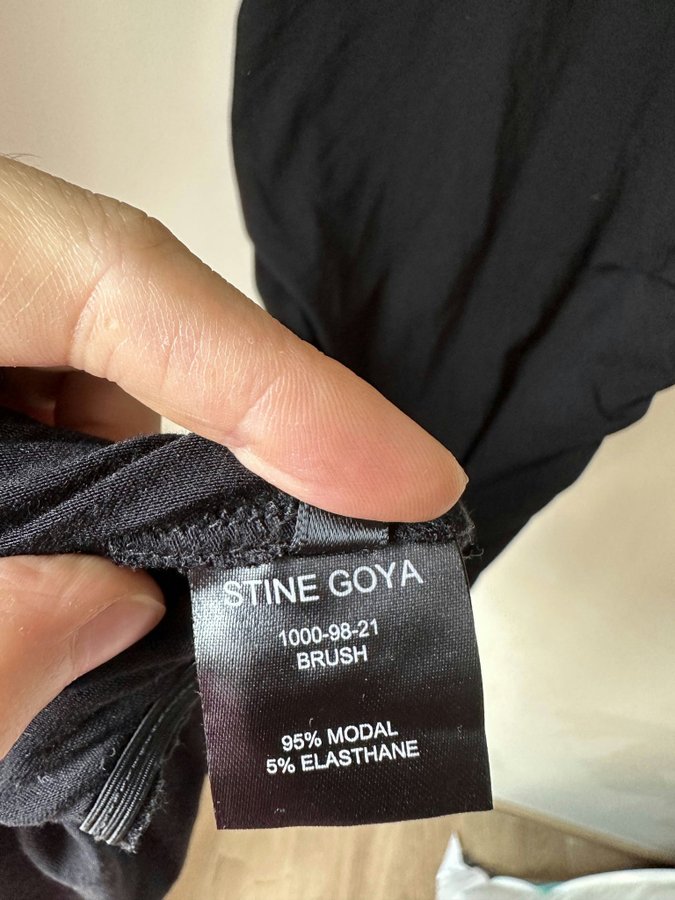 STINE GOYA
1000-98-21
BRUSH
95% MODAL
5% ELASTHANE